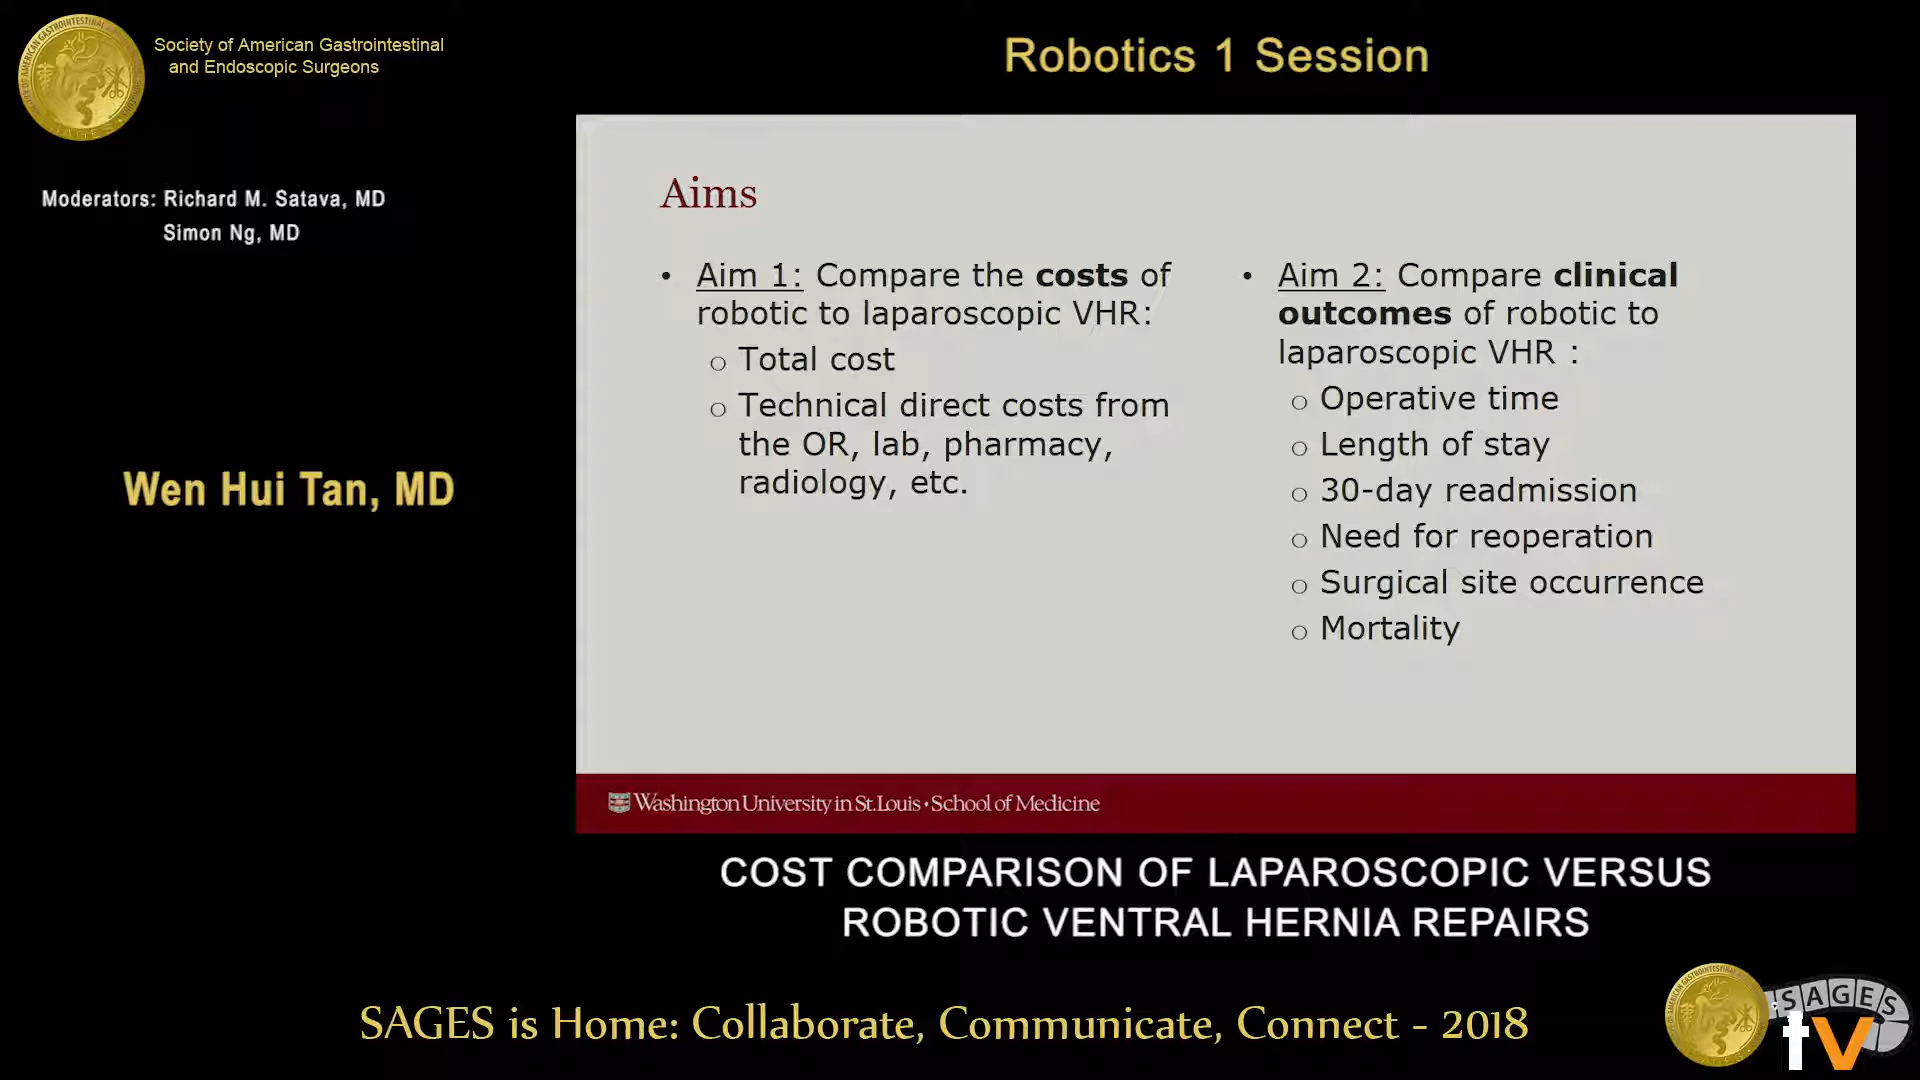 Society of American Gastrointestinal
and Endoscopic Surgeons
Robotics 1 Session
Moderators: Richard M. Satava, MD
Simon Ng, MD
Wen Hui Tan, MD
Aims
• Aim 1: Compare the costs of
robotic to laparoscopic VHR:
o Total cost
o Technical direct costs from
the OR, lab, pharmacy,
radiology, etc.
• Aim 2: Compare clinical
outcomes of robotic to
laparoscopic VHR :
o Operative time
o Length of stay
o 30-day readmission
o Need for reoperation
o Surgical site occurrence
o Mortality
Washington University in St. Louis • School of Medicine
COST COMPARISON OF LAPAROSCOPIC VERSUS
ROBOTIC VENTRAL HERNIA REPAIRS
SAGES is Home: Collaborate, Communicate, Connect - 2018
SAGES
tv